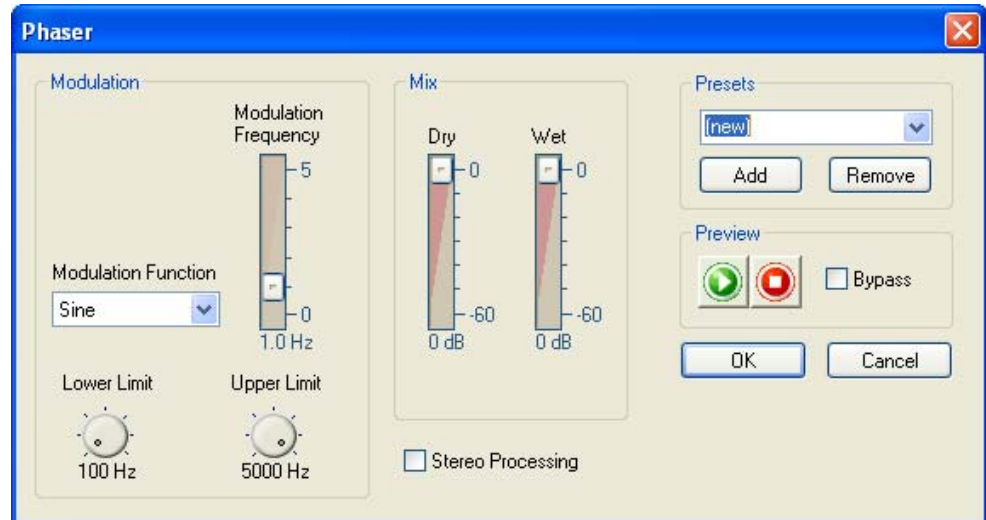 Phaser
Modulation
Modulation
Frequency
5
0
1.0 Hz
Modulation Function
Sine
Lower Limit
100 Hz
Upper Limit
5000 Hz
Mix
Dry
0
-60
0 dB
Wet
0
-60
0 dB
Stereo Processing
Presets
(new)
Add
Remove
Preview
Bypass
OK
Cancel